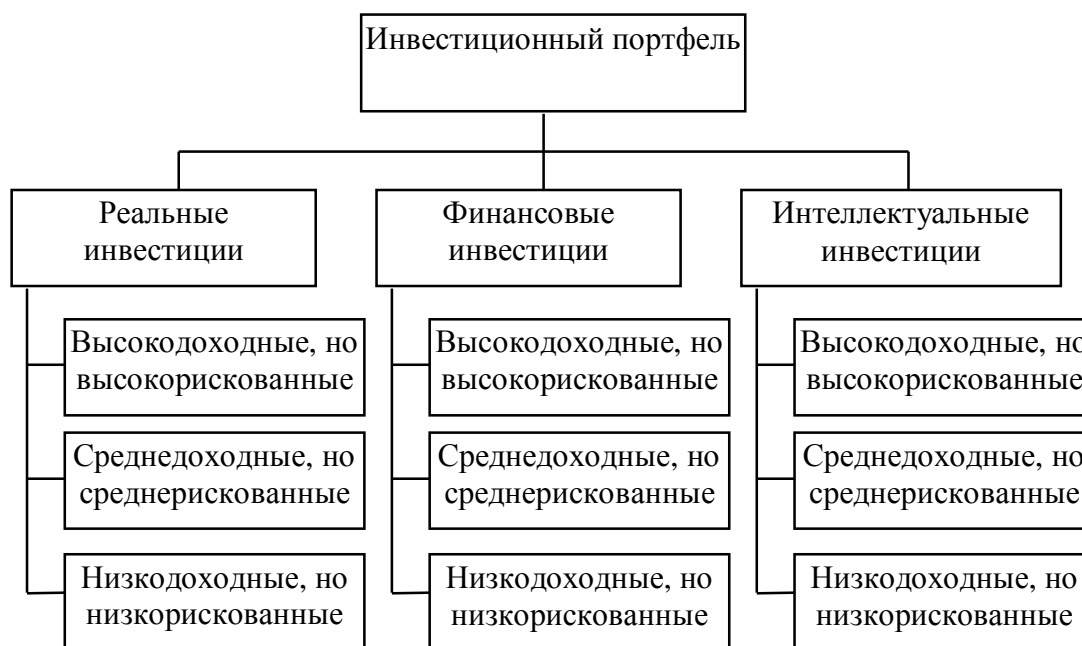 Инвестиционный портфель
Реальные
инвестиции
Финансовые
инвестиции
Интеллектуальные
инвестиции
Высокодоходные, но
высокорискованные
Высокодоходные, но
высокорискованные
Высокодоходные, но
высокорискованные
Среднедоходные, но
среднерискованные
Среднедоходные, но
среднерискованные
Среднедоходные, но
среднерискованные
Низкодоходные, но
низкорискованные
Низкодоходные, но
низкорискованные
Низкодоходные, но
низкорискованные